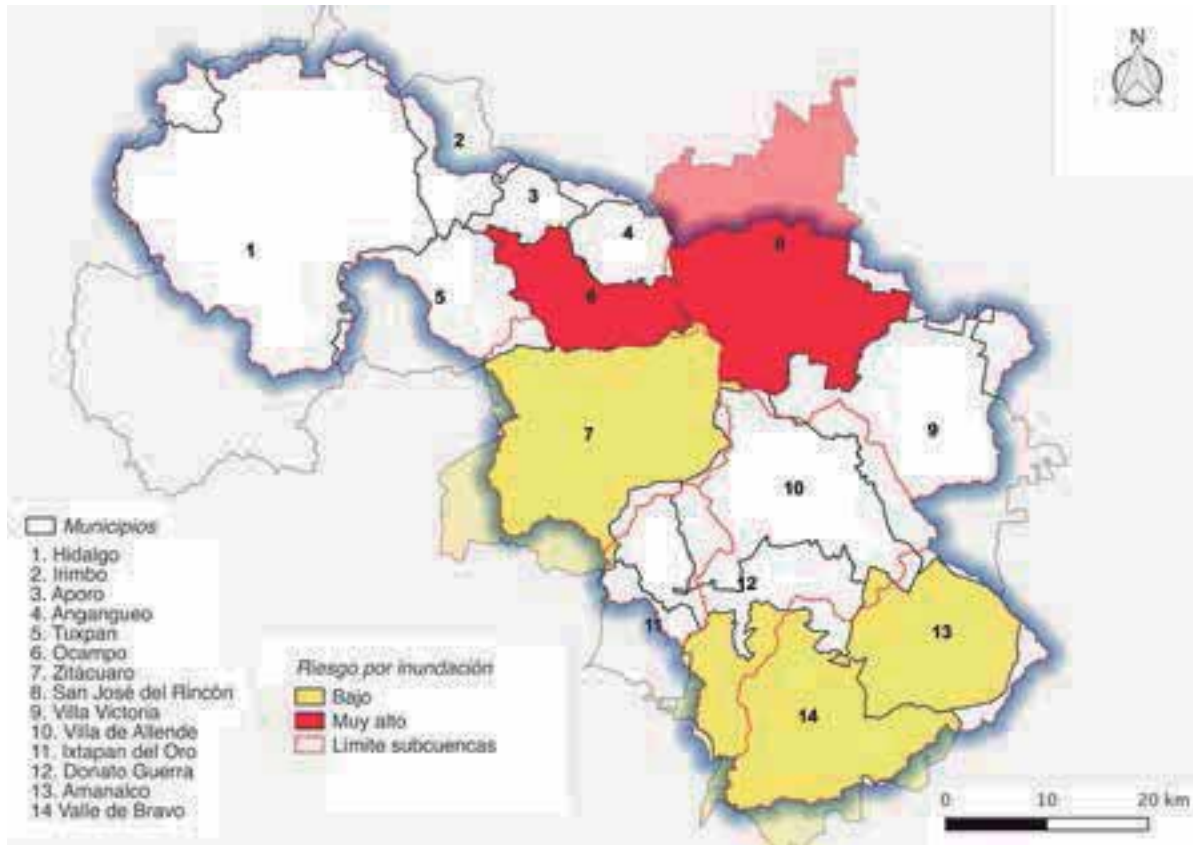 N
1
2
3
4
5
6
7
8
9
10
11
12
13
14
Municipios
1. Hidalgo
2. Irimbo
3. Aporo
4. Angangueo
5. Tuxpan
6. Ocampo
7. Zitácuaro
8. San José del Rincón
9. Villa Victoria
10. Villa de Allende
11. Ixtapan del Oro
12. Donato Guerra
13. Amanalco
14 Valle de Bravo
Riesgo por inundación
Bajo
Muy alto
Límite subcuencas
0 10 20 km